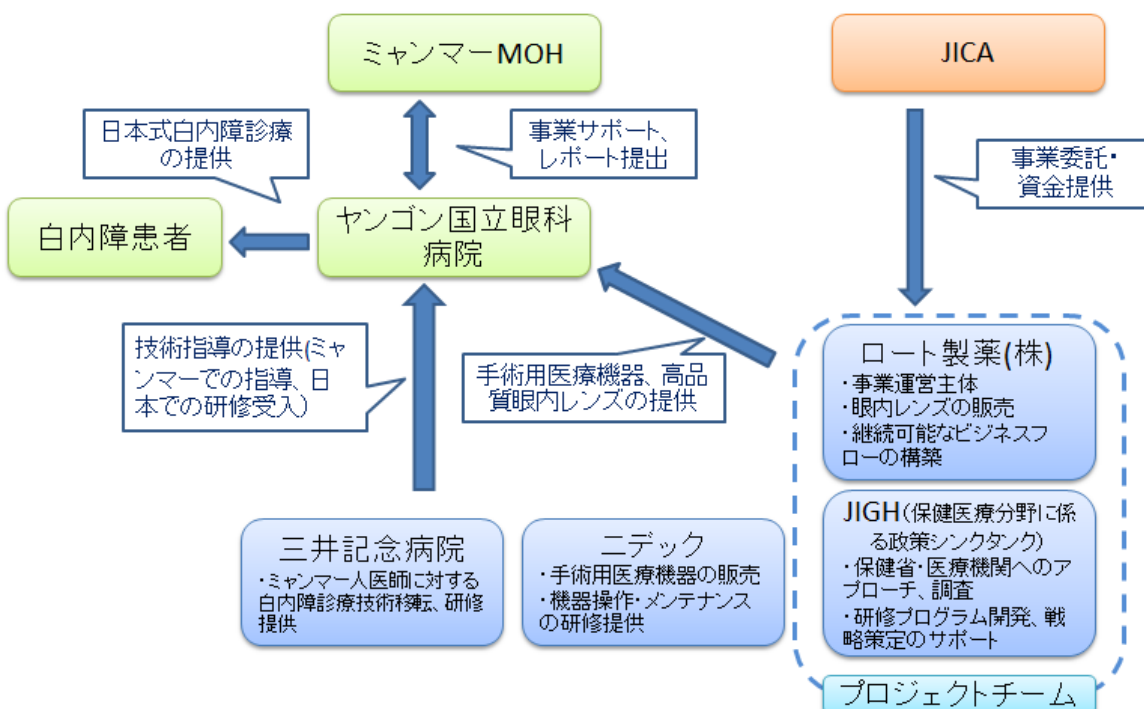 ミャンマーMOH
JICA
日本式白内障診療
の提供
事業サポート、
レポート提出
事業委託・
資金提供
白内障患者
ヤンゴン国立眼科
病院
技術指導の提供(ミャ
ンマーでの指導、日
本での研修受入)
手術用医療機器、高品
質眼内レンズの提供
ロート製薬(株)
・事業運営主体
・眼内レンズの販売
・継続可能なビジネスフ
ローの構築
三井記念病院
・ミャンマー人医師に対する
白内障診療技術移転、研修
提供
ニデック
・手術用医療機器の販売
・機器操作・メンテナンス
の研修提供
JIGH(保健医療分野に係
る政策シンクタンク)
・保健省・医療機関へのア
プローチ、調査
・研修プログラム開発、戦
略策定のサポート
プロジェクトチーム